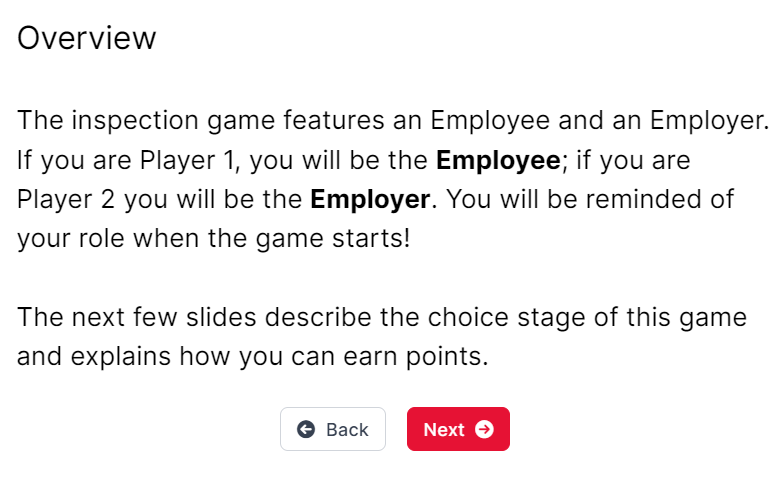 Overview
The inspection game features an Employee and an Employer.
If you are Player 1, you will be the Employee; if you are
Player 2 you will be the Employer. You will be reminded of
your role when the game starts!
The next few slides describe the choice stage of this game
and explains how you can earn points.
Back
Next